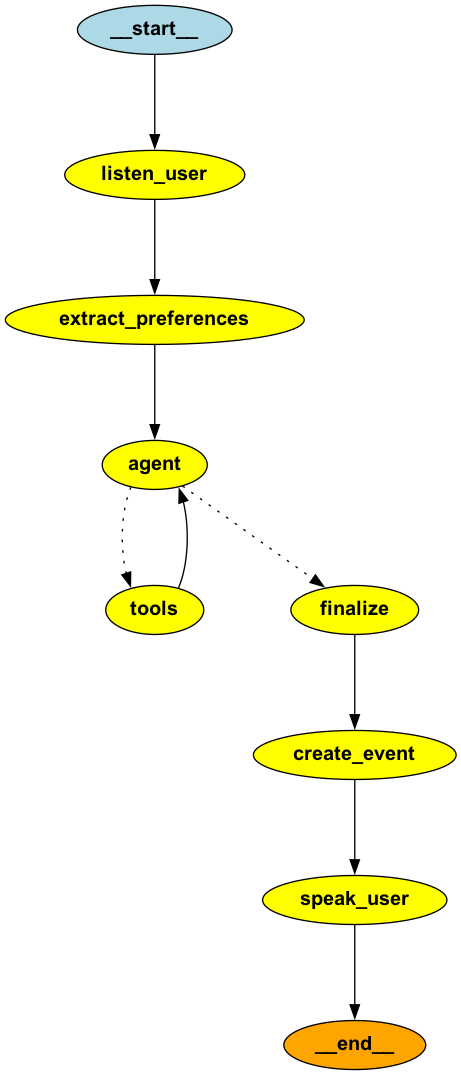 __start__
listen_user
extract_preferences
agent
tools
finalize
create_event
speak_user
__end__